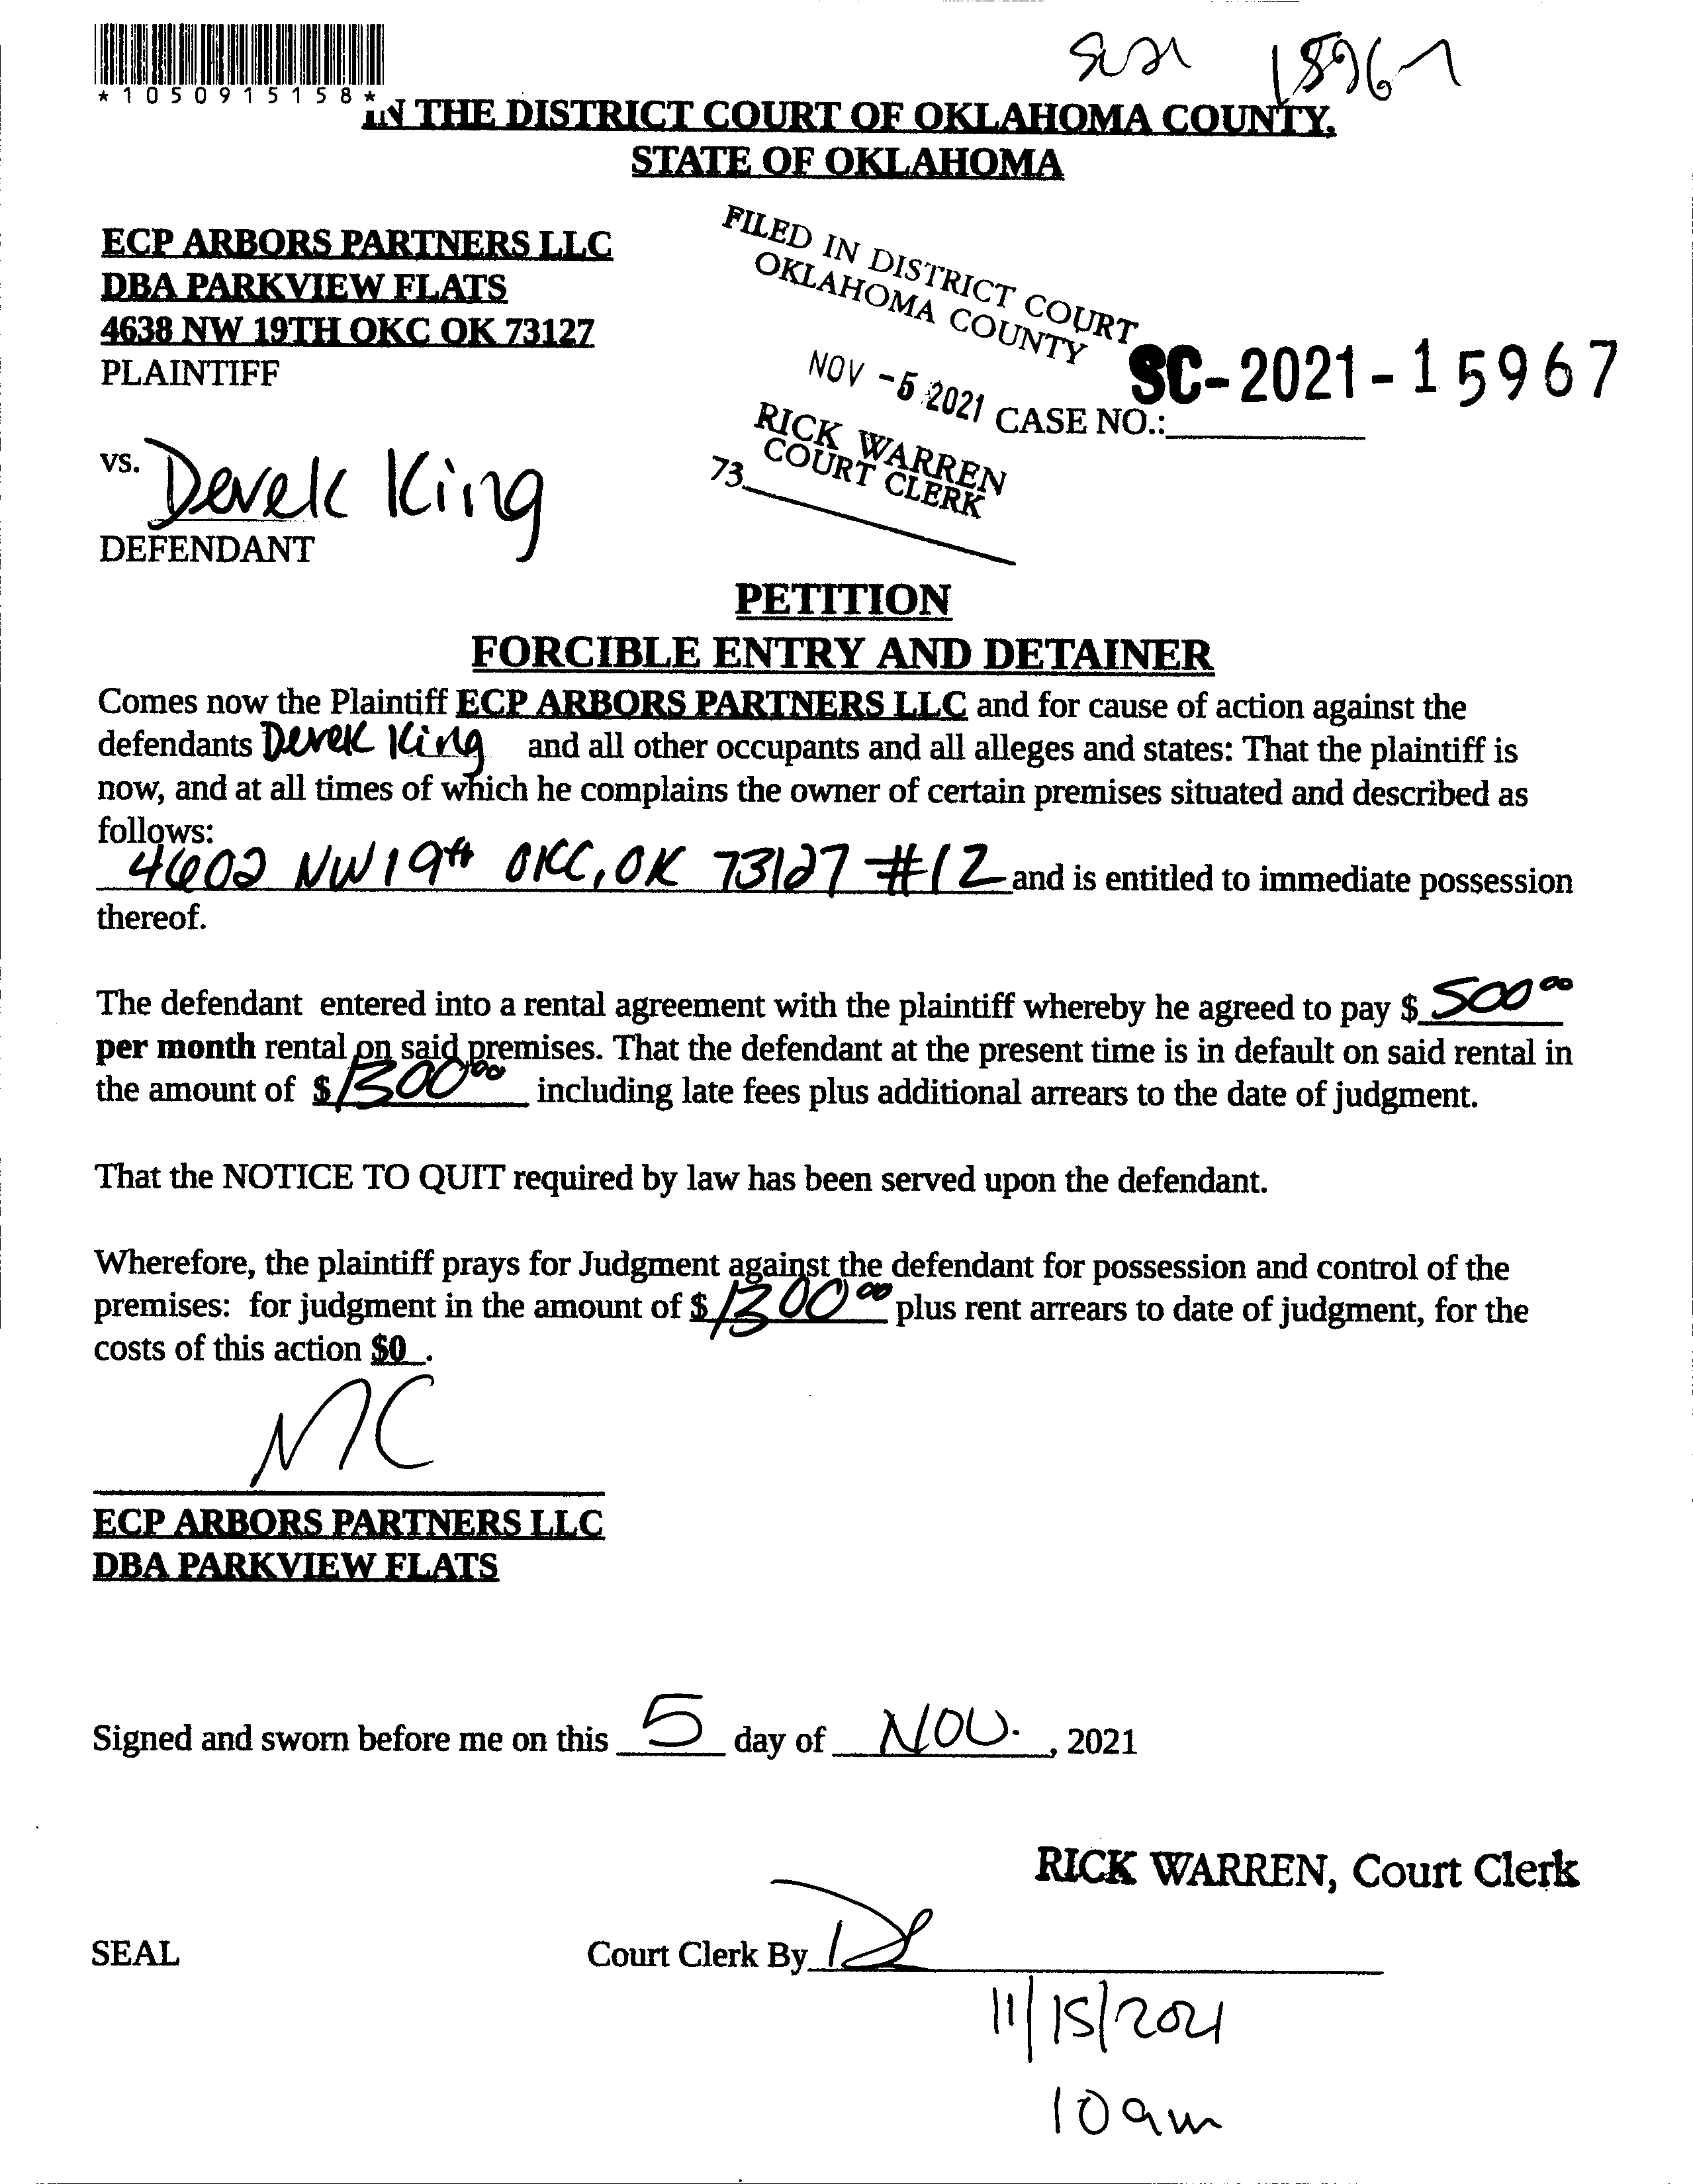 SC21 15967
*1050915158*
IN THE DISTRICT COURT OF OKLAHOMA COUNTY,
STATE OF OKLAHOMA
ECP ARBORS PARTNERS LLC
DBA PARKVIEW FLATS
4638 NW 19TH OKC OK 73127
PLAINTIFF
FILED IN DISTRICT COURT
OKLAHOMA COUNTY
NOV -5 2021
RICK WARREN
COURT CLERK
73
SC-2021-15967
CASE NO.:
vs. Derek King
DEFENDANT
PETITION
FORCIBLE ENTRY AND DETAINER
Comes now the Plaintiff ECP ARBORS PARTNERS LLC and for cause of action against the
defendants Derek King and all other occupants and all alleges and states: That the plaintiff is
now, and at all times of which he complains the owner of certain premises situated and described as
follows:
4602 NW 19th OKC, OK 73127 #12 and is entitled to immediate possession
thereof.
The defendant entered into a rental agreement with the plaintiff whereby he agreed to pay $ 500 00
per month rental on said premises. That the defendant at the present time is in default on said rental in
the amount of $ 1300 00 including late fees plus additional arrears to the date of judgment.
That the NOTICE TO QUIT required by law has been served upon the defendant.
Wherefore, the plaintiff prays for Judgment against the defendant for possession and control of the
premises: for judgment in the amount of $ 1300 00 plus rent arrears to date of judgment, for the
costs of this action $0 .
ECP ARBORS PARTNERS LLC
DBA PARKVIEW FLATS
Signed and sworn before me on this 5 day of NOV. , 2021
RICK WARREN, Court Clerk
SEAL
Court Clerk By
11/15/2021
10am